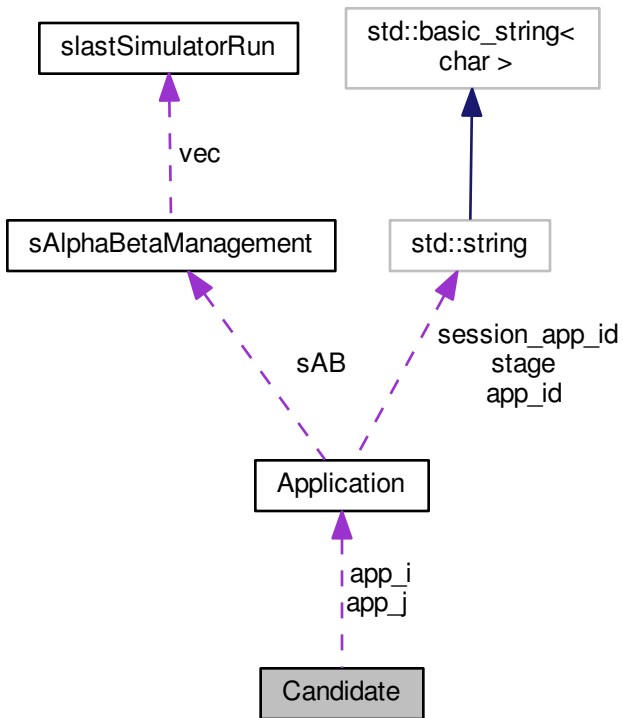 slastSimulatorRun
std::basic_string<
char >
vec
sAlphaBetaManagement
std::string
sAB
session_app_id
stage
app_id
Application
app_i
app_j
Candidate